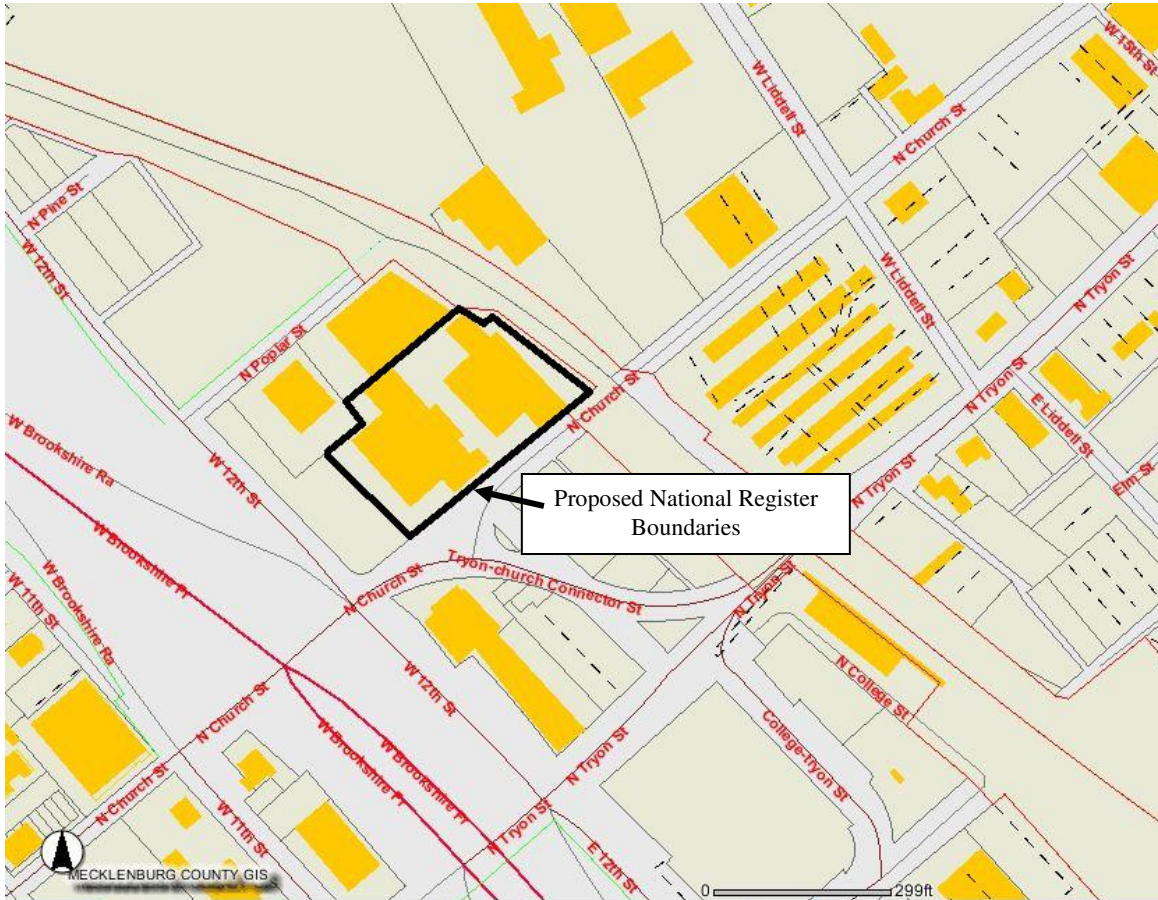 W 15th St
W Liddell St
N Church St
N Pine St
W 12th St
N Tryon St
W Liddell St
N Poplar St
N Church St
N Tryon St
E Liddell St
W Brookshire Ra
W 12th St
Elm St
N Tryon St
Proposed National Register
Boundaries
W Brookshire Fr
W Brookshire Ra
Tryon-church Connector St
N Church St
N Tryon St
W 11th St
N College St
W 12th St
N Church St
College-tryon St
W Brookshire Fr
W Brookshire Fr
N Tryon St
N Church St
W 11th St
N Tryon St
E 12th St
MECKLENBURG COUNTY GIS
0 299ft